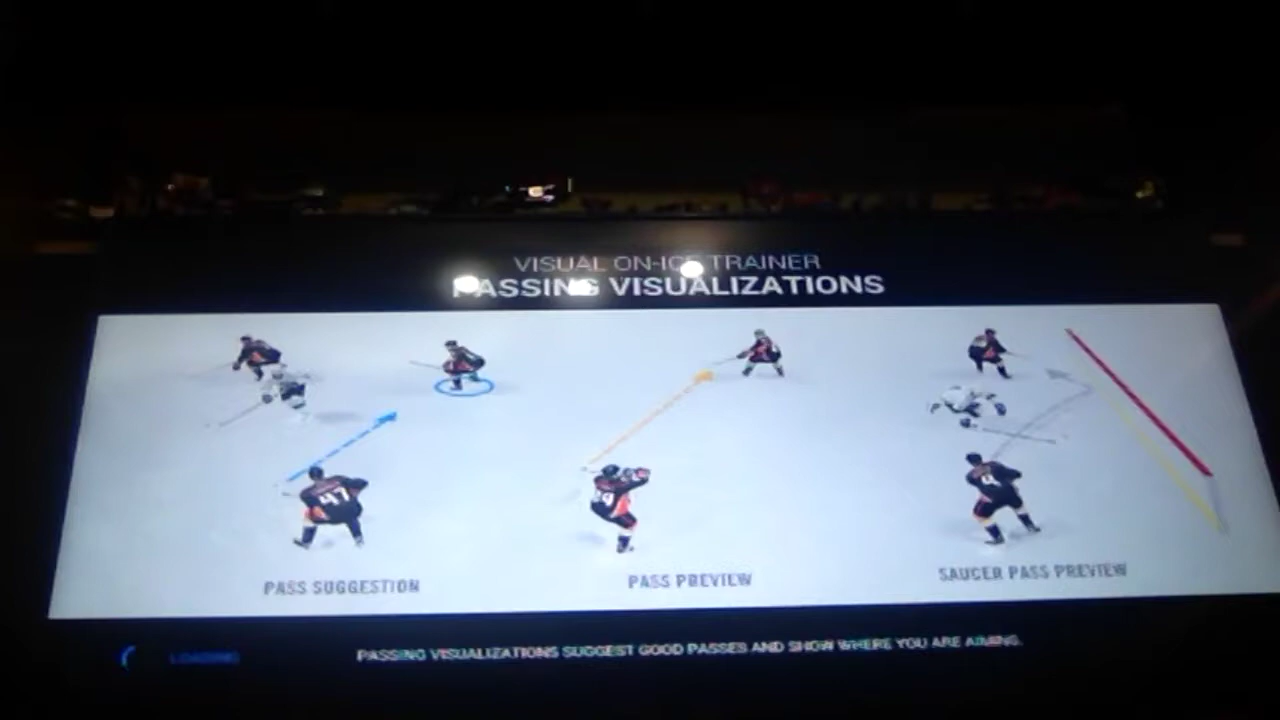 VISUAL ON-ICE TRAINER
PASSING VISUALIZATIONS
47
PASS SUGGESTION
PASS PREVIEW
SAUCER PASS PREVIEW
LOADING
PASSING VISUALIZATIONS SUGGEST GOOD PASSES AND SHOW WHERE YOU ARE AIMING.